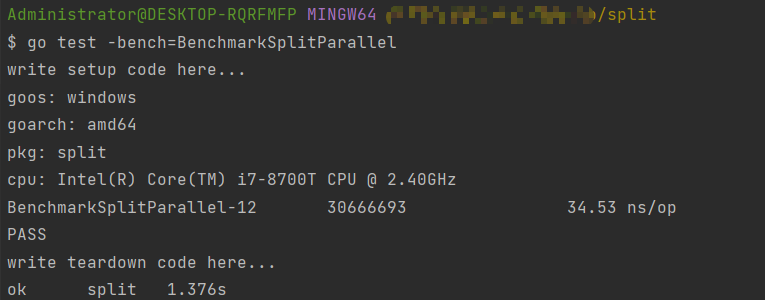 Administrator@DESKTOP-RQRFMFP MINGW64 /split
$ go test -bench=BenchmarkSplitParallel
write setup code here...
goos: windows
goarch: amd64
pkg: split
cpu: Intel(R) Core(TM) i7-8700T CPU @ 2.40GHz
BenchmarkSplitParallel-12 30666693 34.53 ns/op
PASS
write teardown code here...
ok split 1.376s